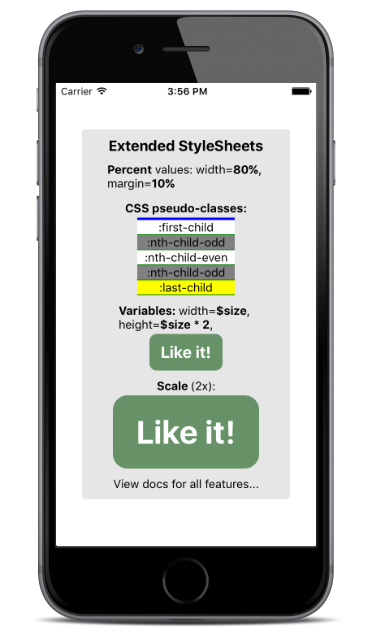 Carrier 3:56 PM
Extended StyleSheets
Percent values: width=80%,
margin=10%
CSS pseudo-classes:
:first-child
:nth-child-odd
:nth-child-even
:nth-child-odd
:last-child
Variables: width=$size,
height=$size * 2,
Like it!
Scale (2x):
Like it!
View docs for all features...